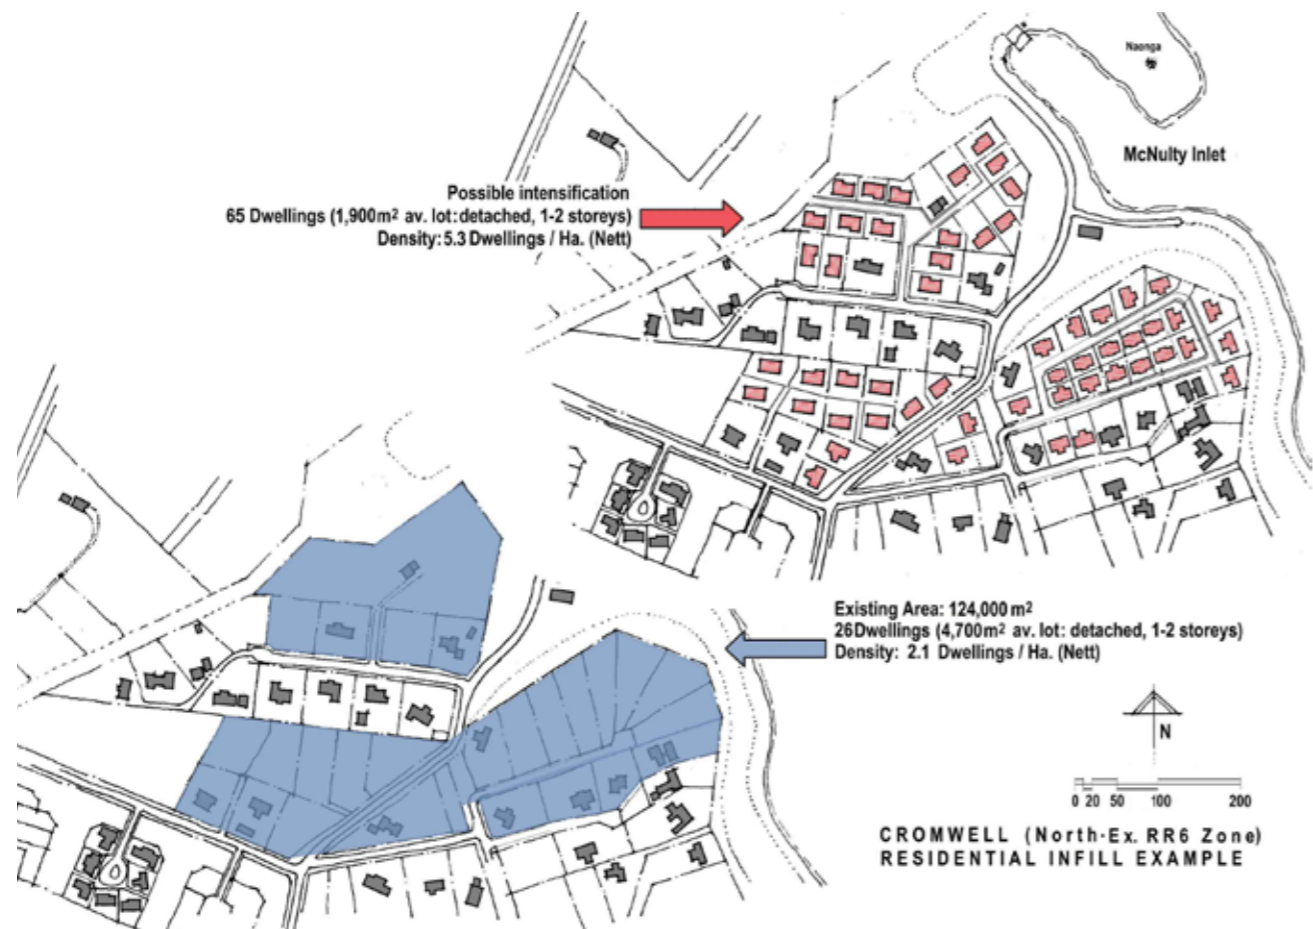 Naonga
McNulty Inlet
Possible intensification
65 Dwellings (1,900m² av. lot: detached, 1-2 storeys)
Density: 5.3 Dwellings / Ha. (Nett)
Existing Area: 124,000 m²
26 Dwellings (4,700m² av. lot: detached, 1-2 storeys)
Density: 2.1 Dwellings / Ha. (Nett)
N
0 20 50 100 200
CROMWELL (North-Ex. RR6 Zone)
RESIDENTIAL INFILL EXAMPLE